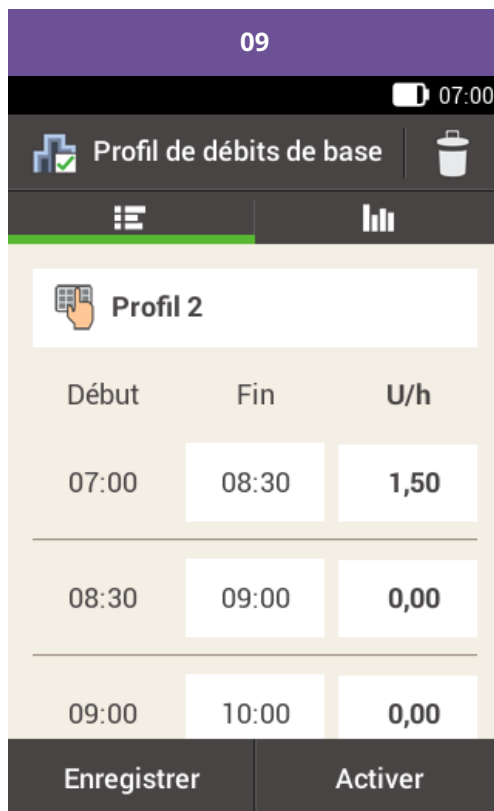 09
07:00
Profil de débits de base
Profil 2
Début Fin U/h
07:00 08:30 1,50
08:30 09:00 0,00
09:00 10:00 0,00
Enregistrer Activer